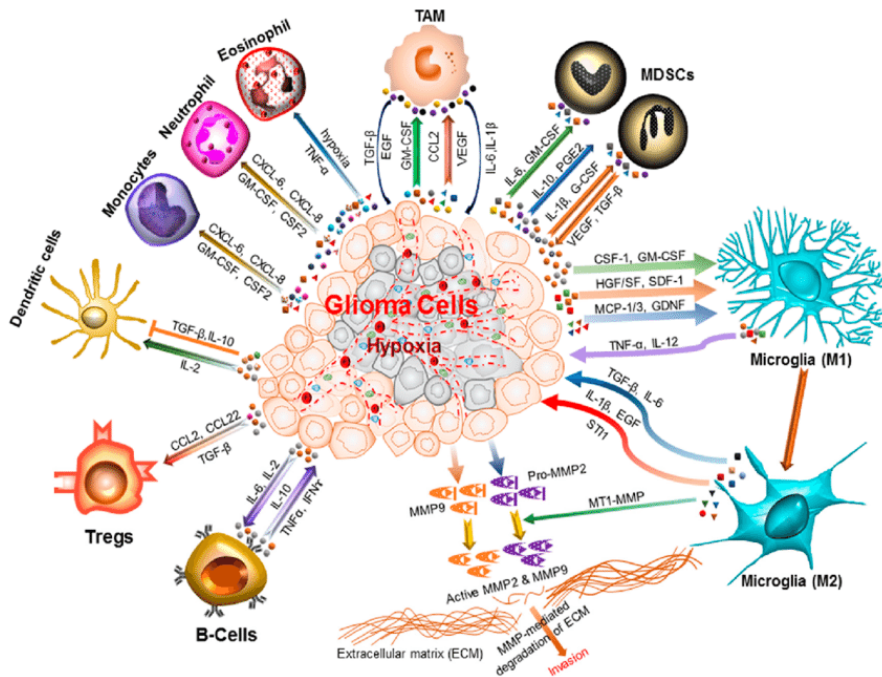 TAM
Eosinophil
Neutrophil
Monocytes
Dendritic cells
MDSCs
hypoxia
TNF-α
CXCL-6, CXCL-8
GM-CSF, CSF2
CXCL-6, CXCL-8
GM-CSF, CSF2
TGF-β
EGF
GM-CSF
CCL2
VEGF
IL-6,IL-1β
IL-6, GM-CSF
IL-10, PGE2
IL-1β, G-CSF
VEGF, TGF-β
CSF-1, GM-CSF
HGF/SF, SDF-1
MCP-1/3, GDNF
TNF-α, IL-12
Microglia (M1)
Glioma Cells
Hypoxia
TGF-β,IL-10
IL-2
CCL2, CCL22
TGF-β
Tregs
IL-6, IL-2
IL-10
TNFα, IFNγ
B-Cells
TGF-β, IL-6
IL-1β, EGF
STI1
Pro-MMP2
MMP9
MT1-MMP
Microglia (M2)
Active MMP2 & MMP9
Extracellular matrix (ECM)
MMP-mediated
degradation of ECM
Invasion